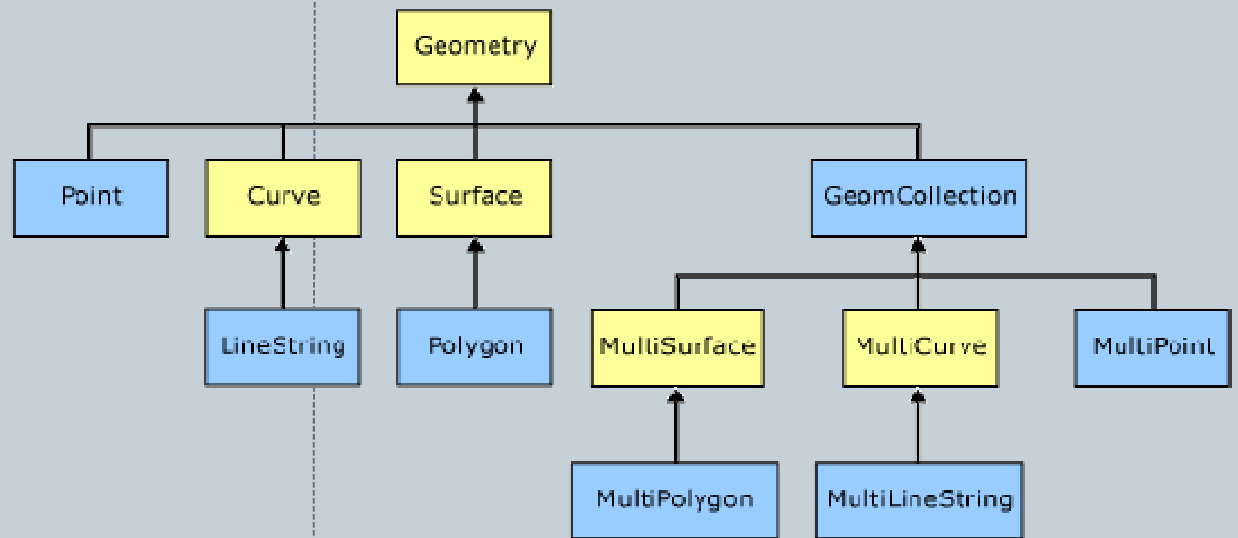 Geometry
Point
Curve
Surface
GeomCollection
LineString
Polygon
MultiSurface
MultiCurve
MultiPoint
MultiPolygon
MultiLineString